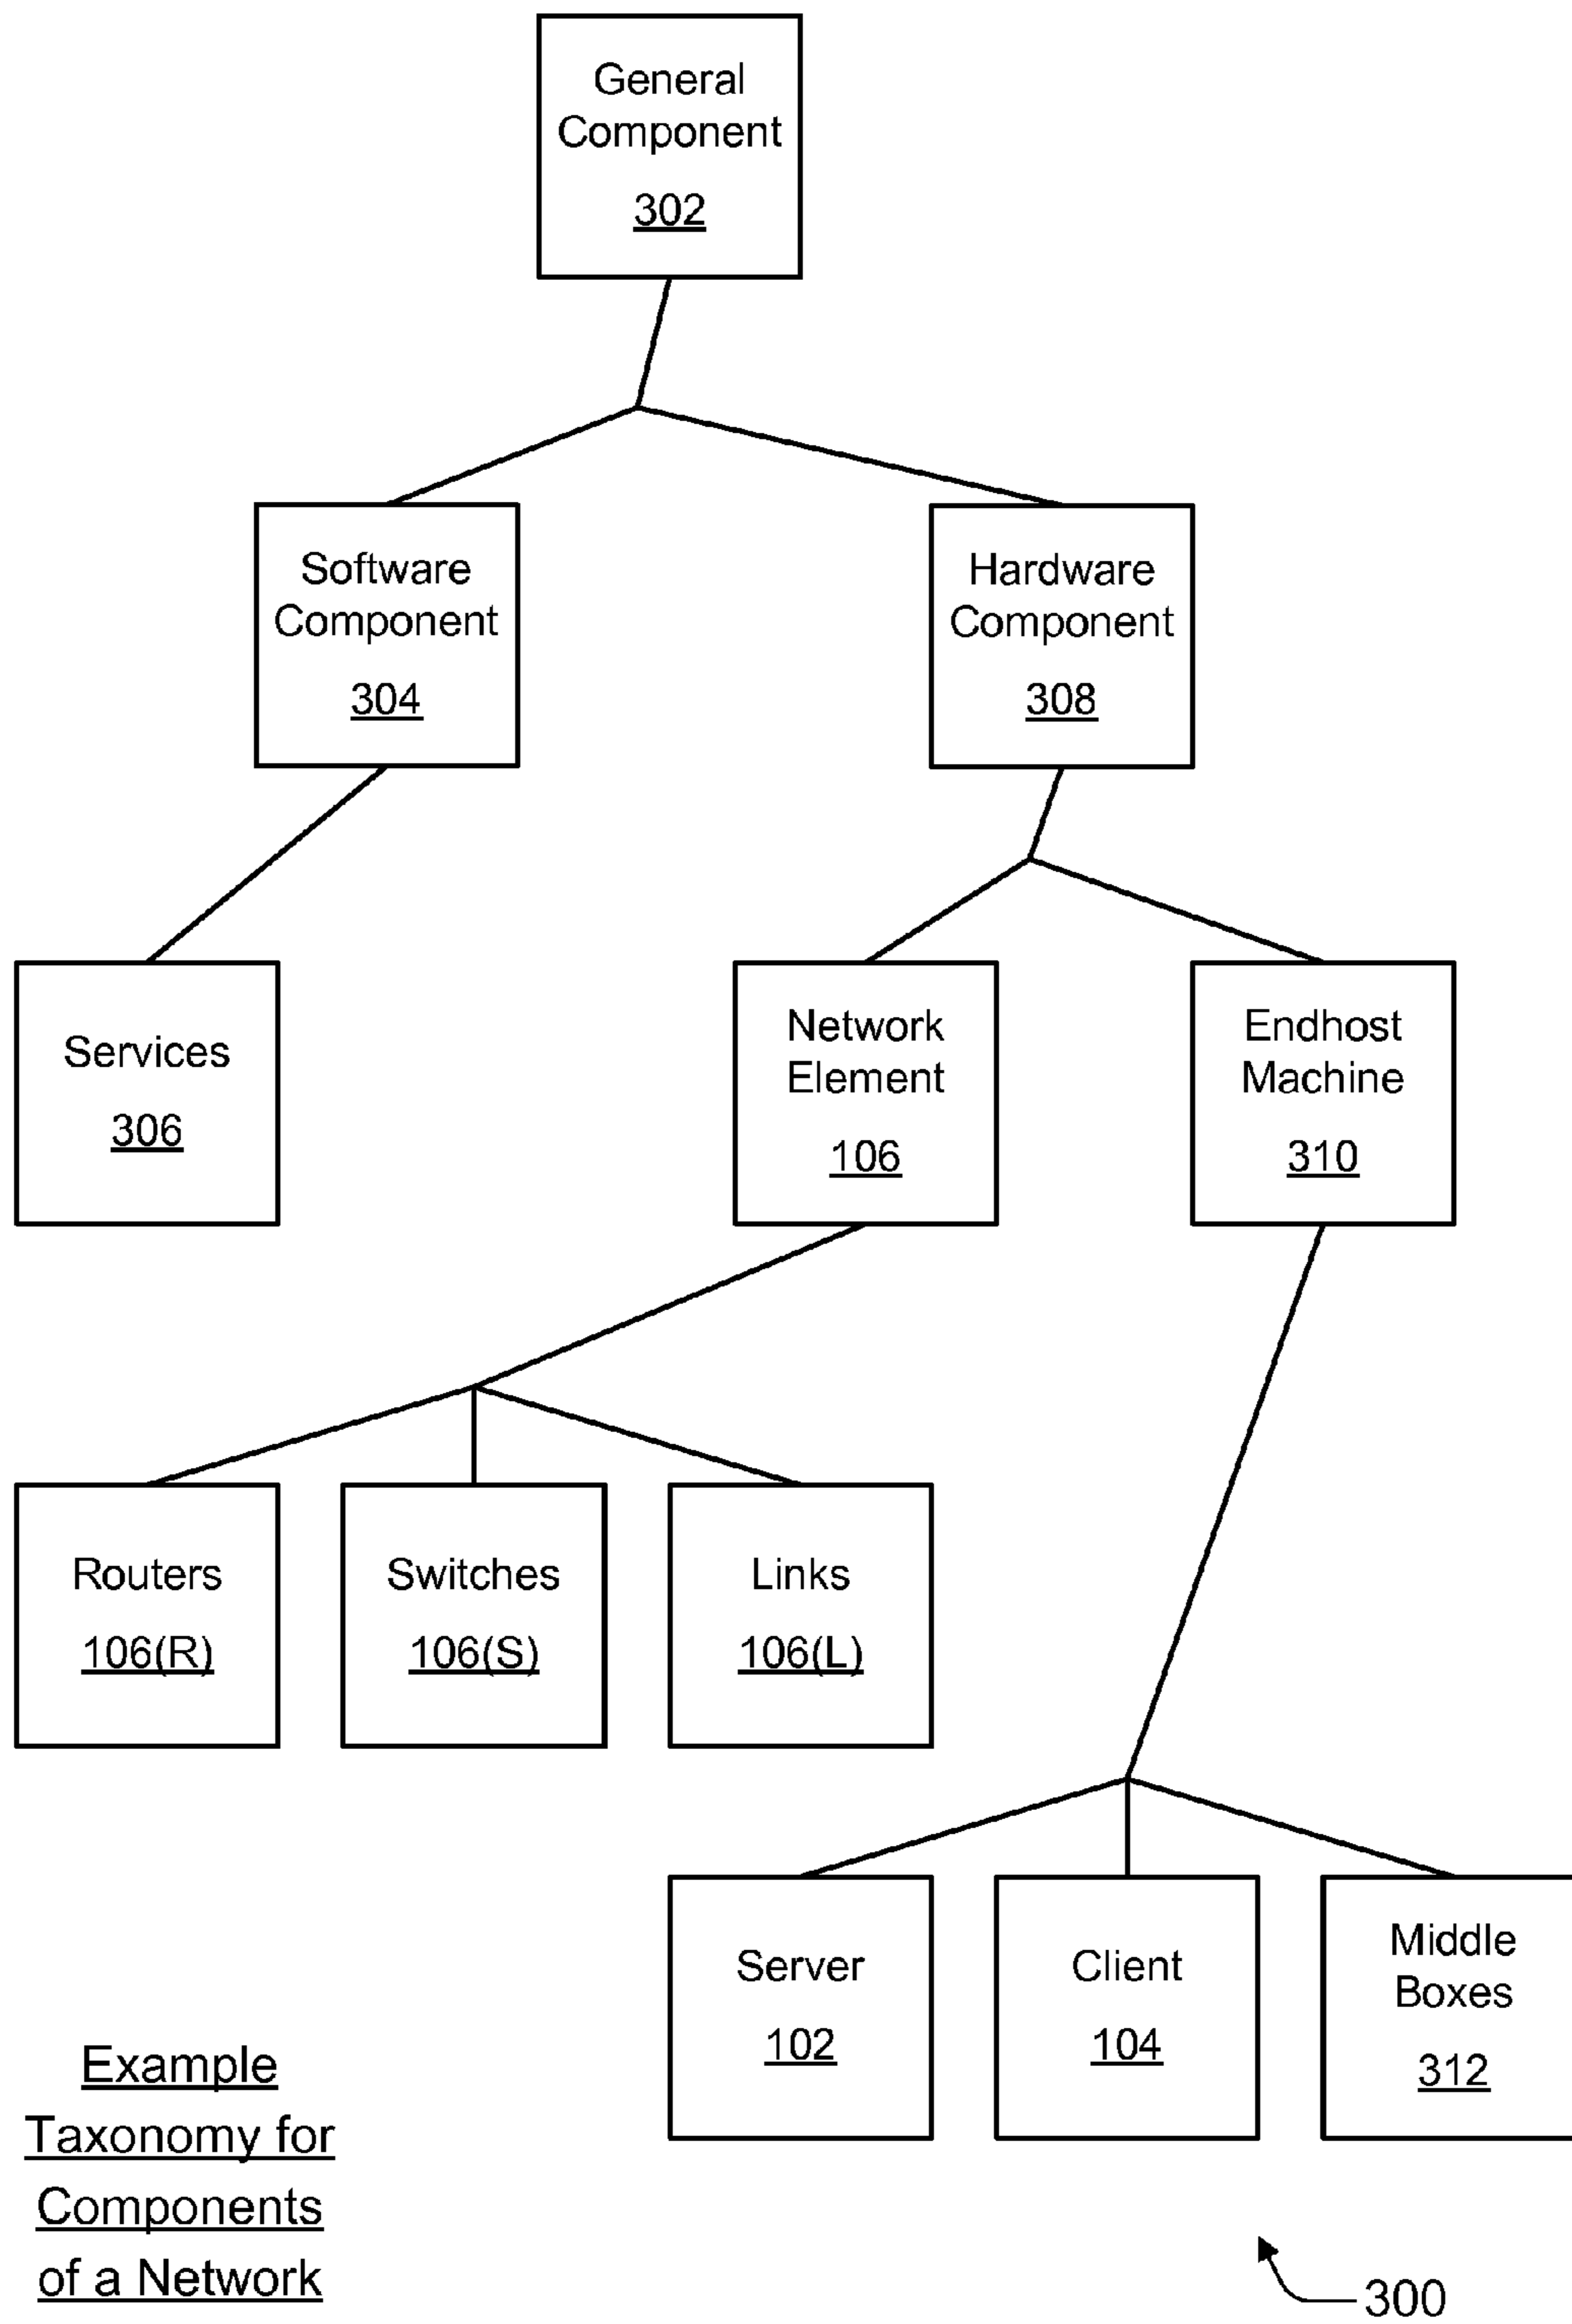 General
Component
302
Software
Component
304
Hardware
Component
308
Services
306
Network
Element
106
Endhost
Machine
310
Routers
106(R)
Switches
106(S)
Links
106(L)
Server
102
Client
104
Middle
Boxes
312
Example
Taxonomy for
Components
of a Network
300